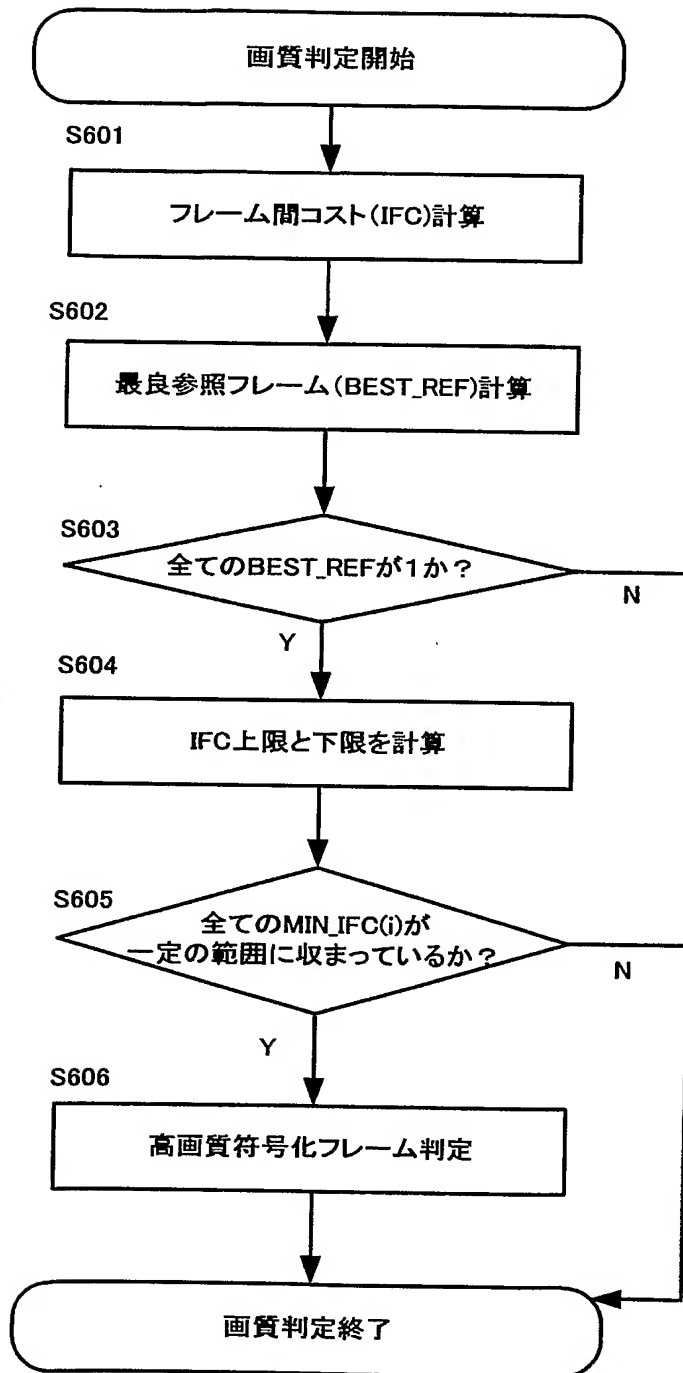 画質判定開始
S601
フレーム間コスト(IFC)計算
S602
最良参照フレーム(BEST_REF)計算
S603
全てのBEST_REFが1か?
N
Y
S604
IFC上限と下限を計算
S605
全てのMIN_IFC(i)が
一定の範囲に収まっているか?
N
Y
S606
高画質符号化フレーム判定
画質判定終了